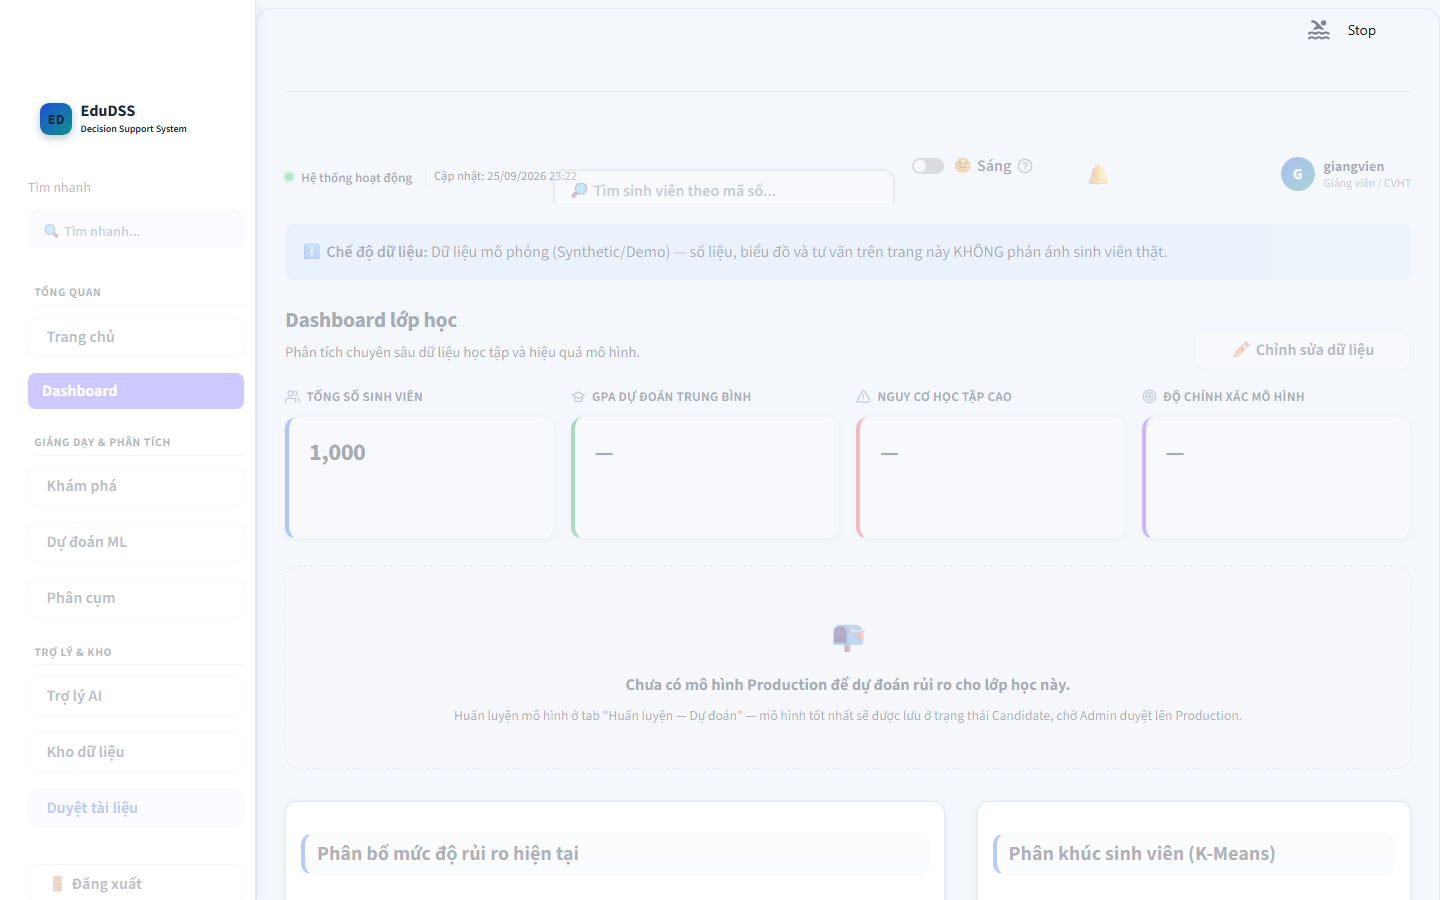 Stop
ED
EduDSS
Decision Support System
Tìm nhanh
Tìm nhanh...
TỔNG QUAN
Trang chủ
Dashboard
GIẢNG DẠY & PHÂN TÍCH
Khám phá
Dự đoán ML
Phân cụm
TRỢ LÝ & KHO
Trợ lý AI
Kho dữ liệu
Duyệt tài liệu
Đăng xuất
Hệ thống hoạt động
Cập nhật: 25/09/2026 23:22
Tìm sinh viên theo mã số...
Sáng
G
giangvien
Giảng viên / CVHT
Chế độ dữ liệu: Dữ liệu mô phỏng (Synthetic/Demo) — số liệu, biểu đồ và tư vấn trên trang này KHÔNG phản ánh sinh viên thật.
Dashboard lớp học
Phân tích chuyên sâu dữ liệu học tập và hiệu quả mô hình.
Chỉnh sửa dữ liệu
TỔNG SỐ SINH VIÊN
1,000
GPA DỰ ĐOÁN TRUNG BÌNH
—
NGUY CƠ HỌC TẬP CAO
—
ĐỘ CHÍNH XÁC MÔ HÌNH
—
Chưa có mô hình Production để dự đoán rủi ro cho lớp học này.
Huấn luyện mô hình ở tab "Huấn luyện — Dự đoán" — mô hình tốt nhất sẽ được lưu ở trạng thái Candidate, chờ Admin duyệt lên Production.
Phân bố mức độ rủi ro hiện tại
Phân khúc sinh viên (K-Means)